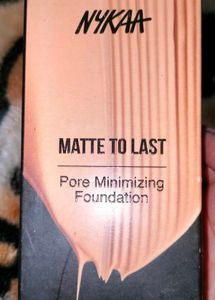 NYKAA
MATTE TO LAST
Pore Minimizing
Foundation